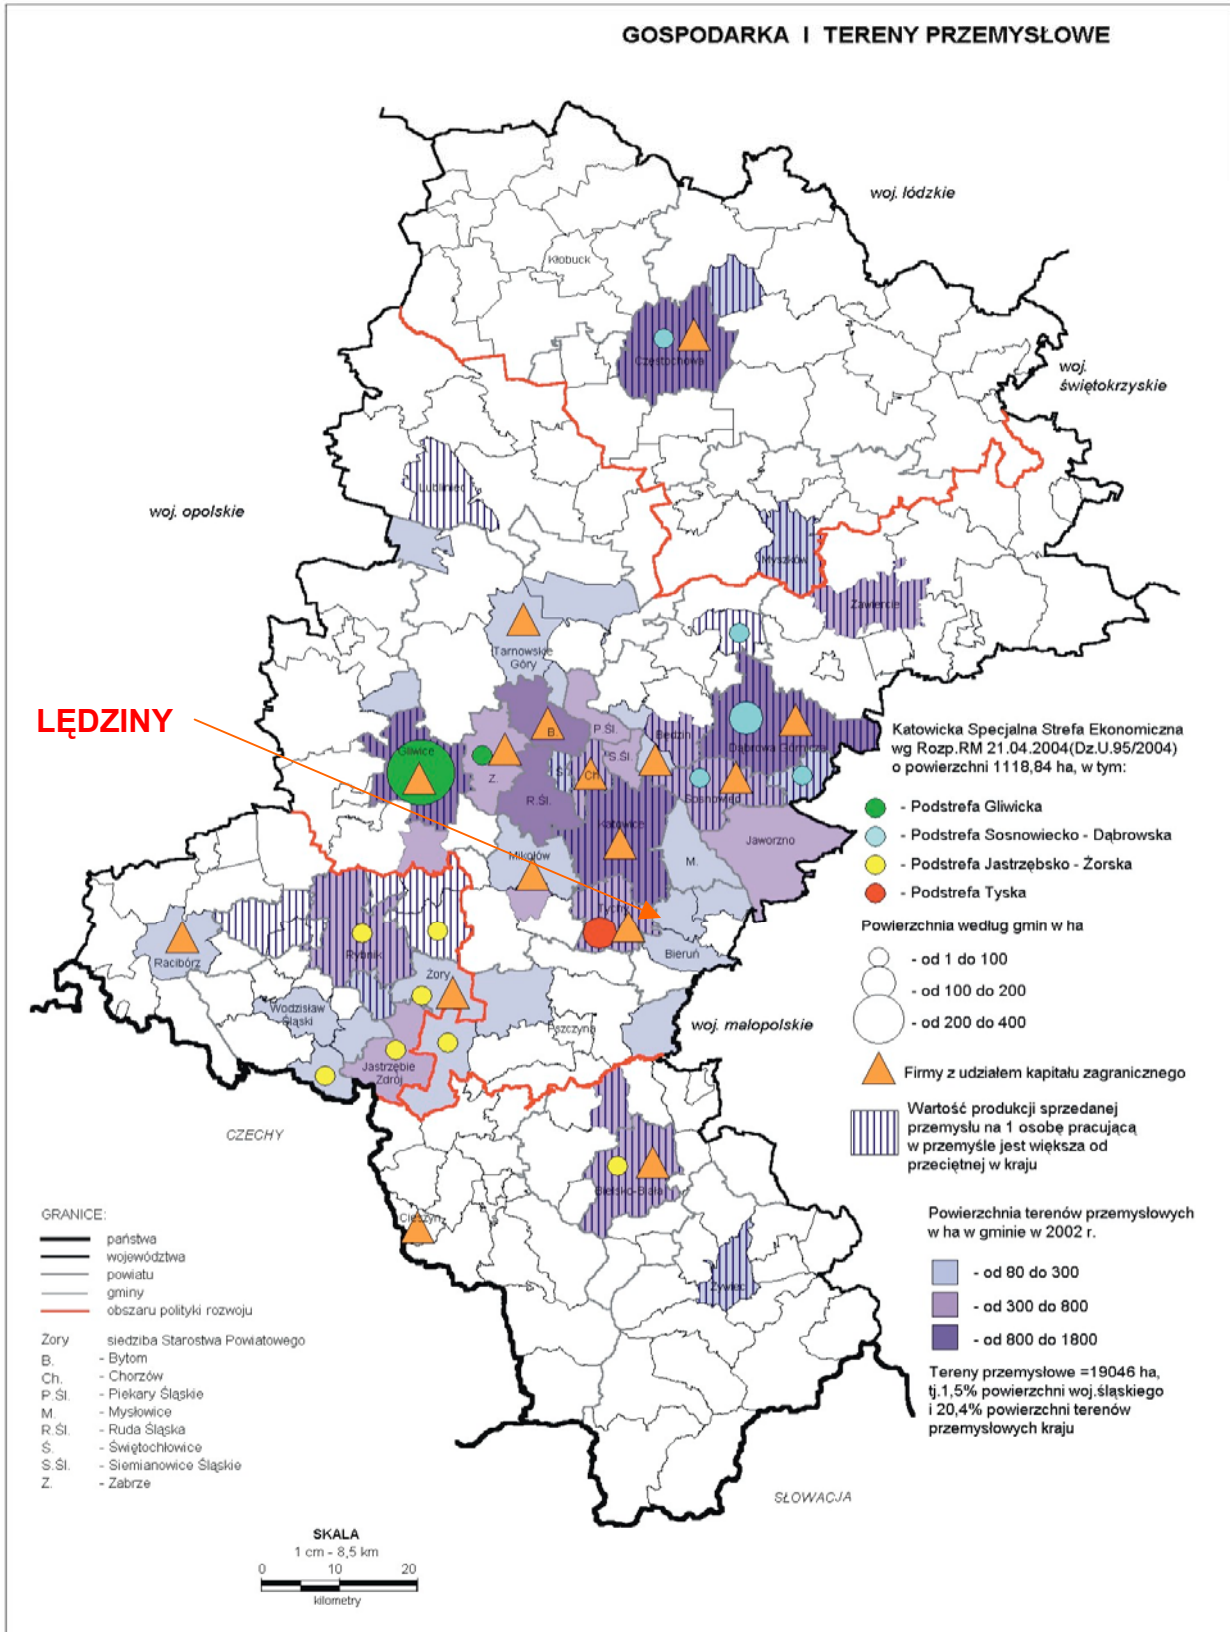 GOSPODARKA I TERENY PRZEMYSŁOWE
woj. łódzkie
Kłobuck
woj.
świętokrzyskie
Częstochowa
Lubliniec
woj. opolskie
Myszków
Zawiercie
Tarnowskie
Góry
LĘDZINY
P.Śl.
B.
Będzin
Gliwice
Dąbrowa Górnicza
S.Śl.
Z.
Ś.
Ch.
Sosnowiec
R.Śl.
Katowice
Jaworzno
Mikołów
M.
Tychy
Bieruń
Racibórz
Rybnik
Żory
Wodzisław
Śląski
Pszczyna
woj. małopolskie
Jastrzębie
Zdrój
CZECHY
Bielsko-Biała
Cieszyn
Żywiec
SŁOWACJA
Katowicka Specjalna Strefa Ekonomiczna
wg Rozp.RM 21.04.2004(Dz.U.95/2004)
o powierzchni 1118,84 ha, w tym:
- Podstrefa Gliwicka
- Podstrefa Sosnowiecko - Dąbrowska
- Podstrefa Jastrzębsko - Żorska
- Podstrefa Tyska
Powierzchnia według gmin w ha
- od 1 do 100
- od 100 do 200
- od 200 do 400
Firmy z udziałem kapitału zagranicznego
Wartość produkcji sprzedanej
przemysłu na 1 osobę pracującą
w przemyśle jest większa od
przeciętnej w kraju
Powierzchnia terenów przemysłowych
w ha w gminie w 2002 r.
- od 80 do 300
- od 300 do 800
- od 800 do 1800
Tereny przemysłowe =19046 ha,
tj.1,5% powierzchni woj.śląskiego
i 20,4% powierzchni terenów
przemysłowych kraju
GRANICE:
państwa
województwa
powiatu
gminy
obszaru polityki rozwoju
Żory siedziba Starostwa Powiatowego
B. - Bytom
Ch. - Chorzów
P.Śl. - Piekary Śląskie
M. - Mysłowice
R.Śl. - Ruda Śląska
Ś. - Świętochłowice
S.Śl. - Siemianowice Śląskie
Z. - Zabrze
SKALA
1 cm - 8,5 km
0 10 20
kilometry